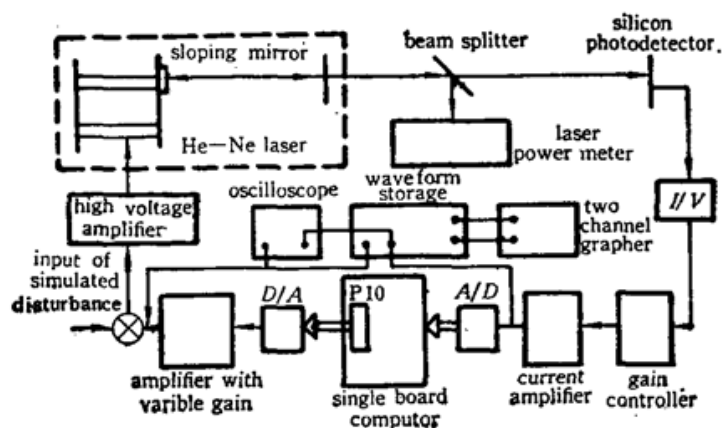 sloping mirror
He—Ne laser
beam splitter
silicon
photodetector.
laser
power meter
high voltage
amplifier
oscilloscope
waveform
storage
two
channel
grapher
I/V
input of
simulated
disturbance
D/A
P10
A/D
amplifier with
varible gain
single board
computor
current
amplifier
gain
controller